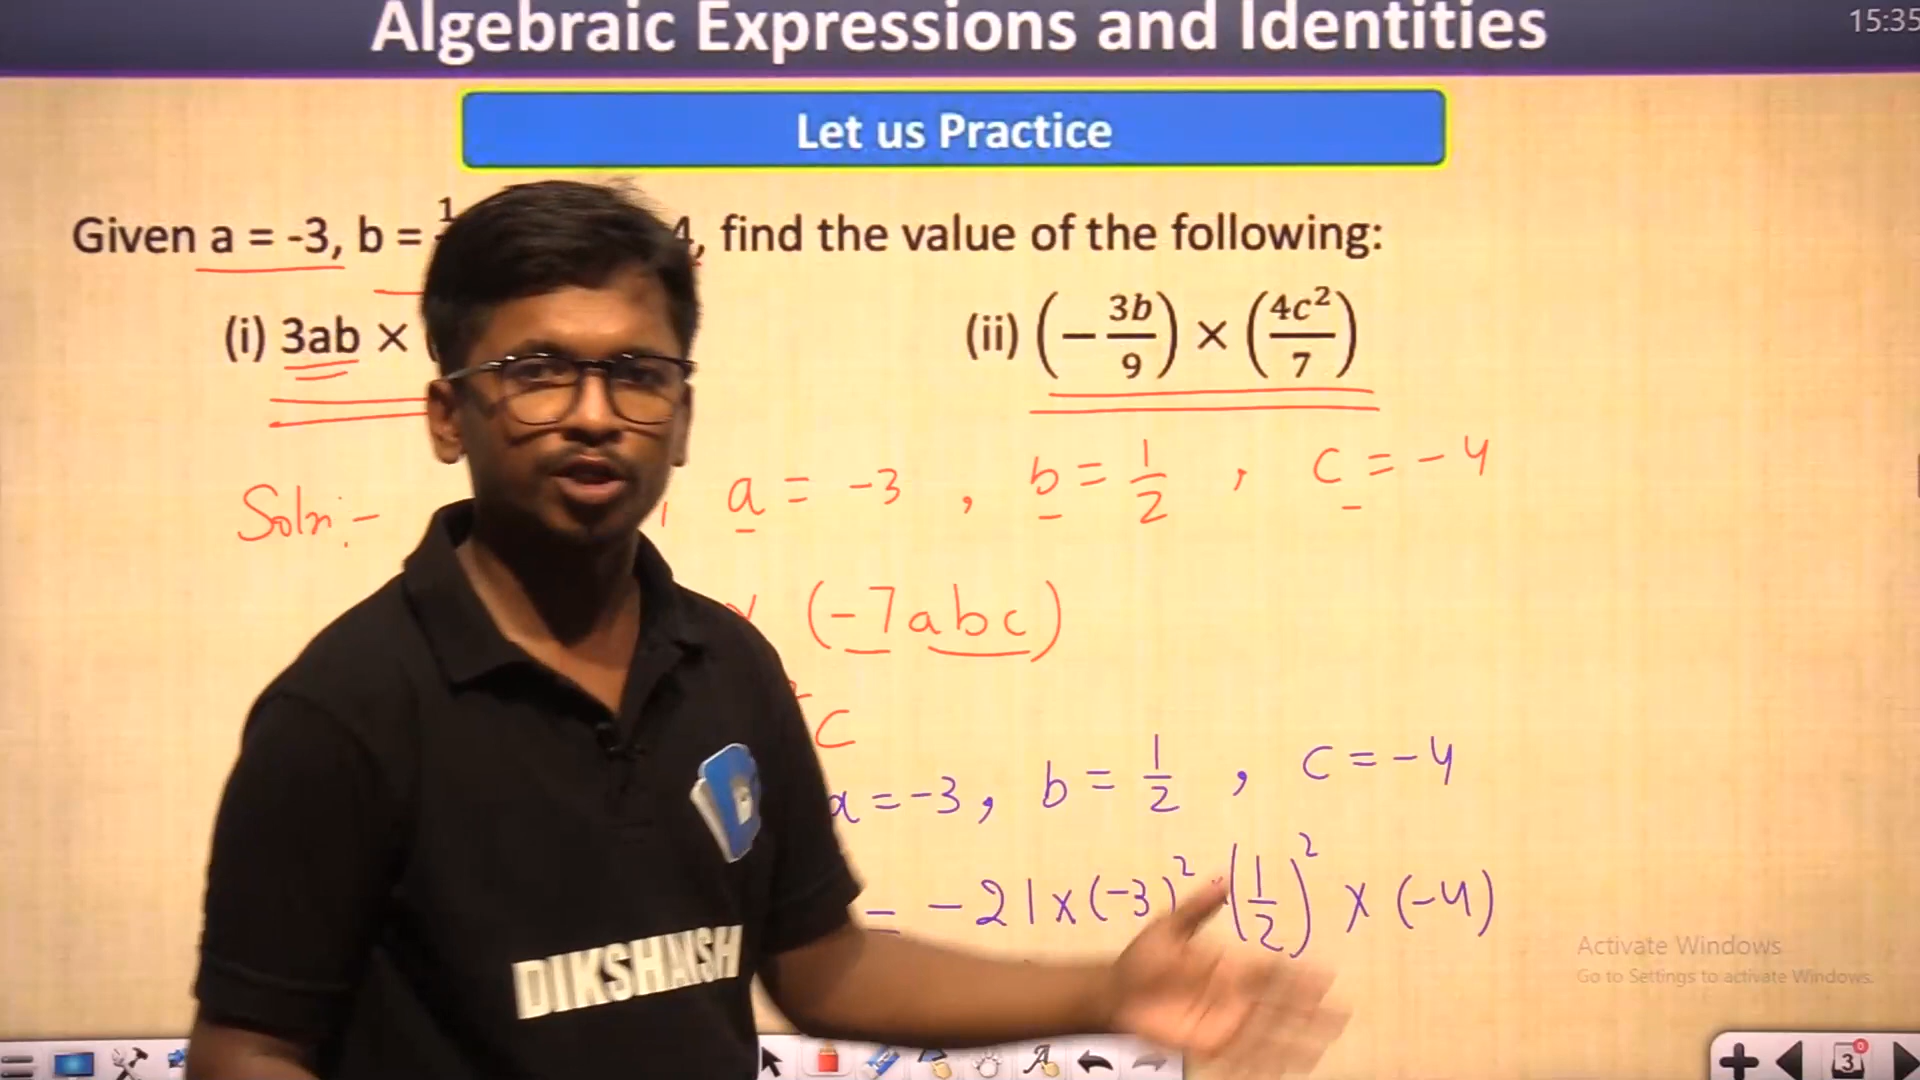 Algebraic Expressions and Identities
15:35
Let us Practice
Given a = -3, b = 1 4, find the value of the following:
(i) 3ab × (
(ii) (− 3b/9) × (4c²/7)
Soln:- , a = -3 , b = 1/2 , c = -4
× (-7abc)
c
a = -3, b = 1/2 , c = -4
= -21 × (-3)² (1/2)² × (-4)
DIKSHANSH
Activate Windows
Go to Settings to activate Windows.
3
0